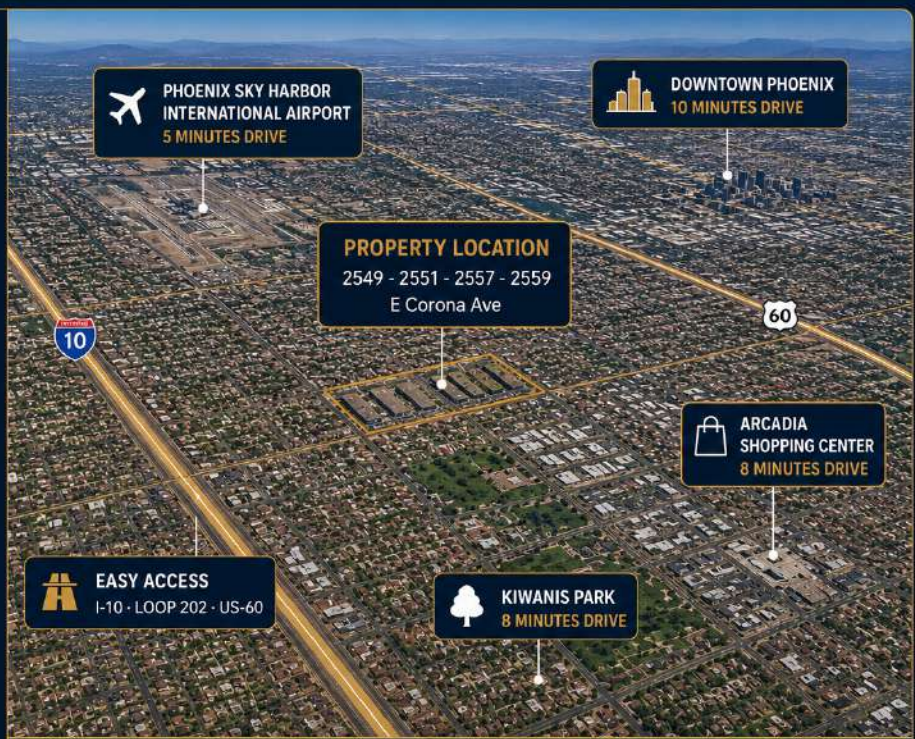 PHOENIX SKY HARBOR
INTERNATIONAL AIRPORT
5 MINUTES DRIVE
DOWNTOWN PHOENIX
10 MINUTES DRIVE
PROPERTY LOCATION
2549 - 2551 - 2557 - 2559
E Corona Ave
INTERSTATE
10
60
ARCADIA
SHOPPING CENTER
8 MINUTES DRIVE
EASY ACCESS
I-10 · LOOP 202 · US-60
KIWANIS PARK
8 MINUTES DRIVE